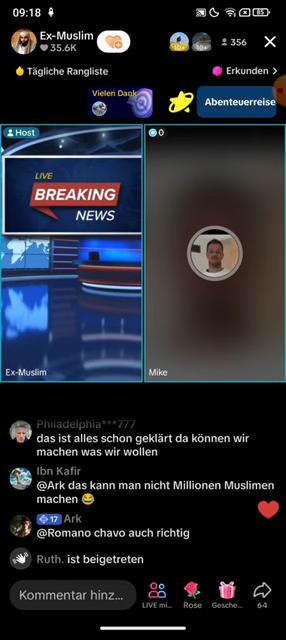 09:18
85
Ex-Muslim
35.6K
10+
10+
356
Tägliche Rangliste
Erkunden >
Vielen Dank
Abenteuerreise
Host
0
LIVE
BREAKING
NEWS
Ex-Muslim
Mike
Philadelphia***777
das ist alles schon geklärt da können wir
machen was wir wollen
Ibn Kafir
@Ark das kann man nicht Millionen Muslimen
machen 😂
17 Ark
@Romano chavo auch richtig
Ruth. ist beigetreten
Kommentar hinz...
LIVE mi...
Rose
Gesche...
64